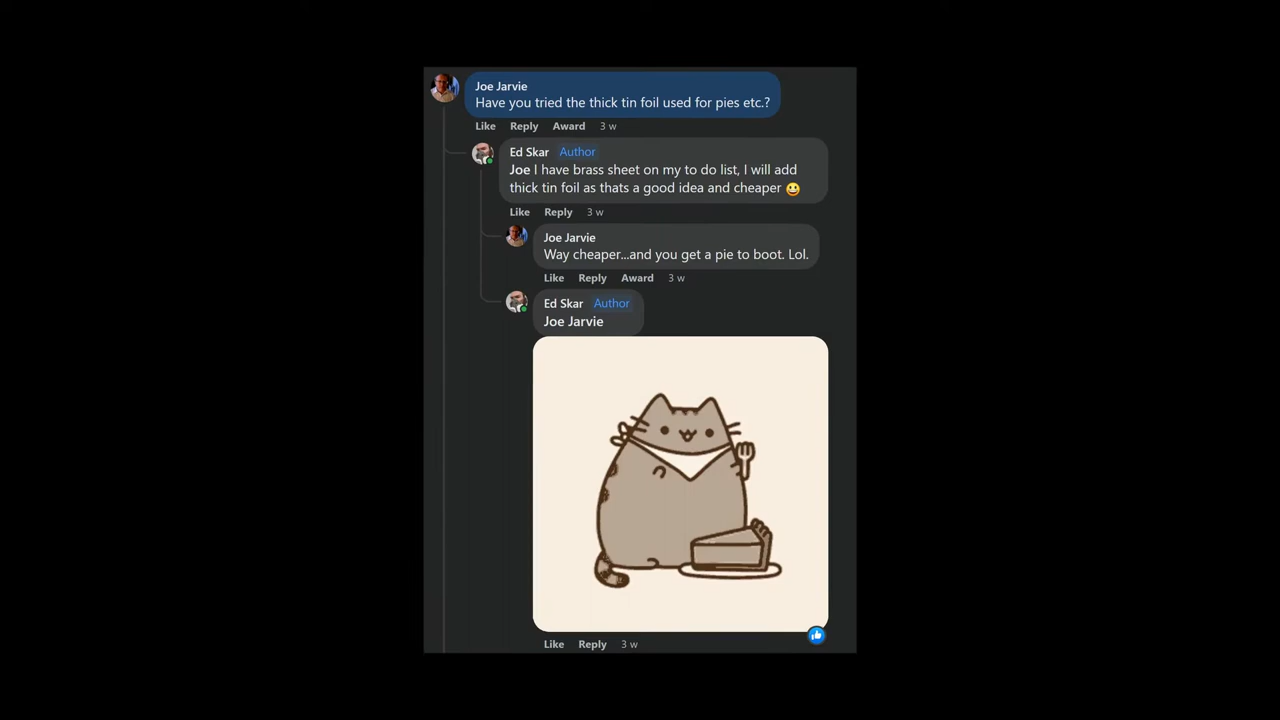 Joe Jarvie
Have you tried the thick tin foil used for pies etc.?
Like Reply Award 3 w
Ed Skar Author
Joe I have brass sheet on my to do list, I will add
thick tin foil as thats a good idea and cheaper 😀
Like Reply 3 w
Joe Jarvie
Way cheaper...and you get a pie to boot. Lol.
Like Reply Award 3 w
Ed Skar Author
Joe Jarvie
Like Reply 3 w